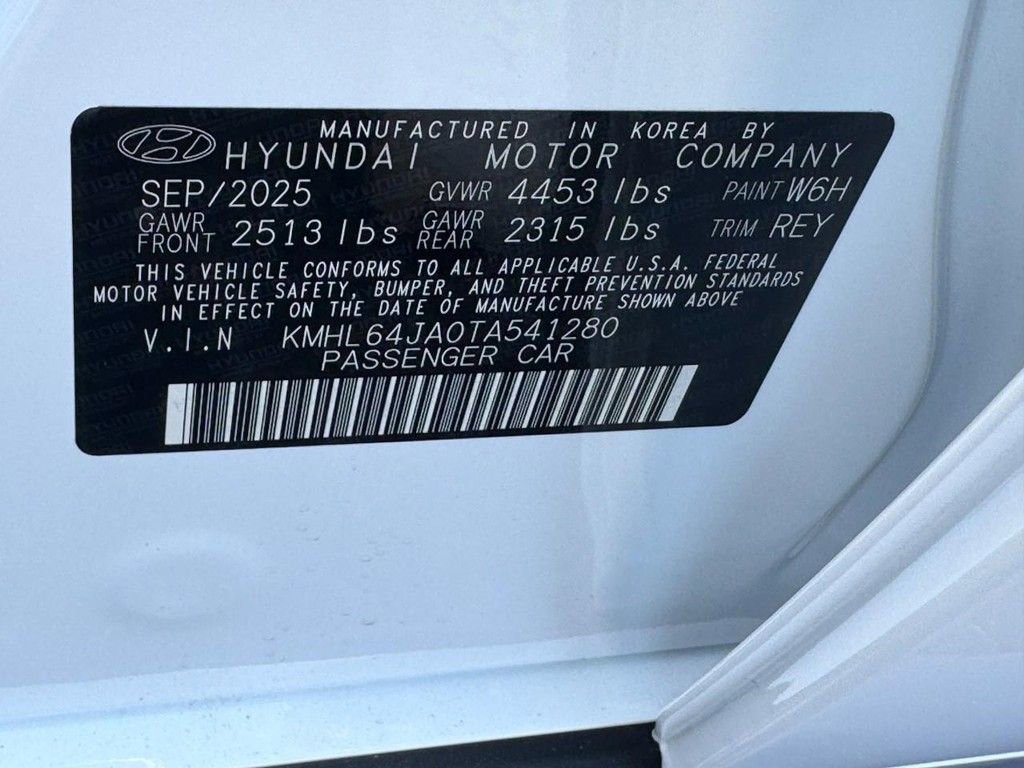 MANUFACTURED IN KOREA BY
HYUNDAI MOTOR COMPANY
SEP/2025 GVWR 4453 lbs PAINT W6H
GAWR FRONT 2513 lbs GAWR REAR 2315 lbs TRIM REY
THIS VEHICLE CONFORMS TO ALL APPLICABLE U.S.A. FEDERAL
MOTOR VEHICLE SAFETY, BUMPER, AND THEFT PREVENTION STANDARDS
IN EFFECT ON THE DATE OF MANUFACTURE SHOWN ABOVE
V.I.N KMHL64JA0TA541280
PASSENGER CAR